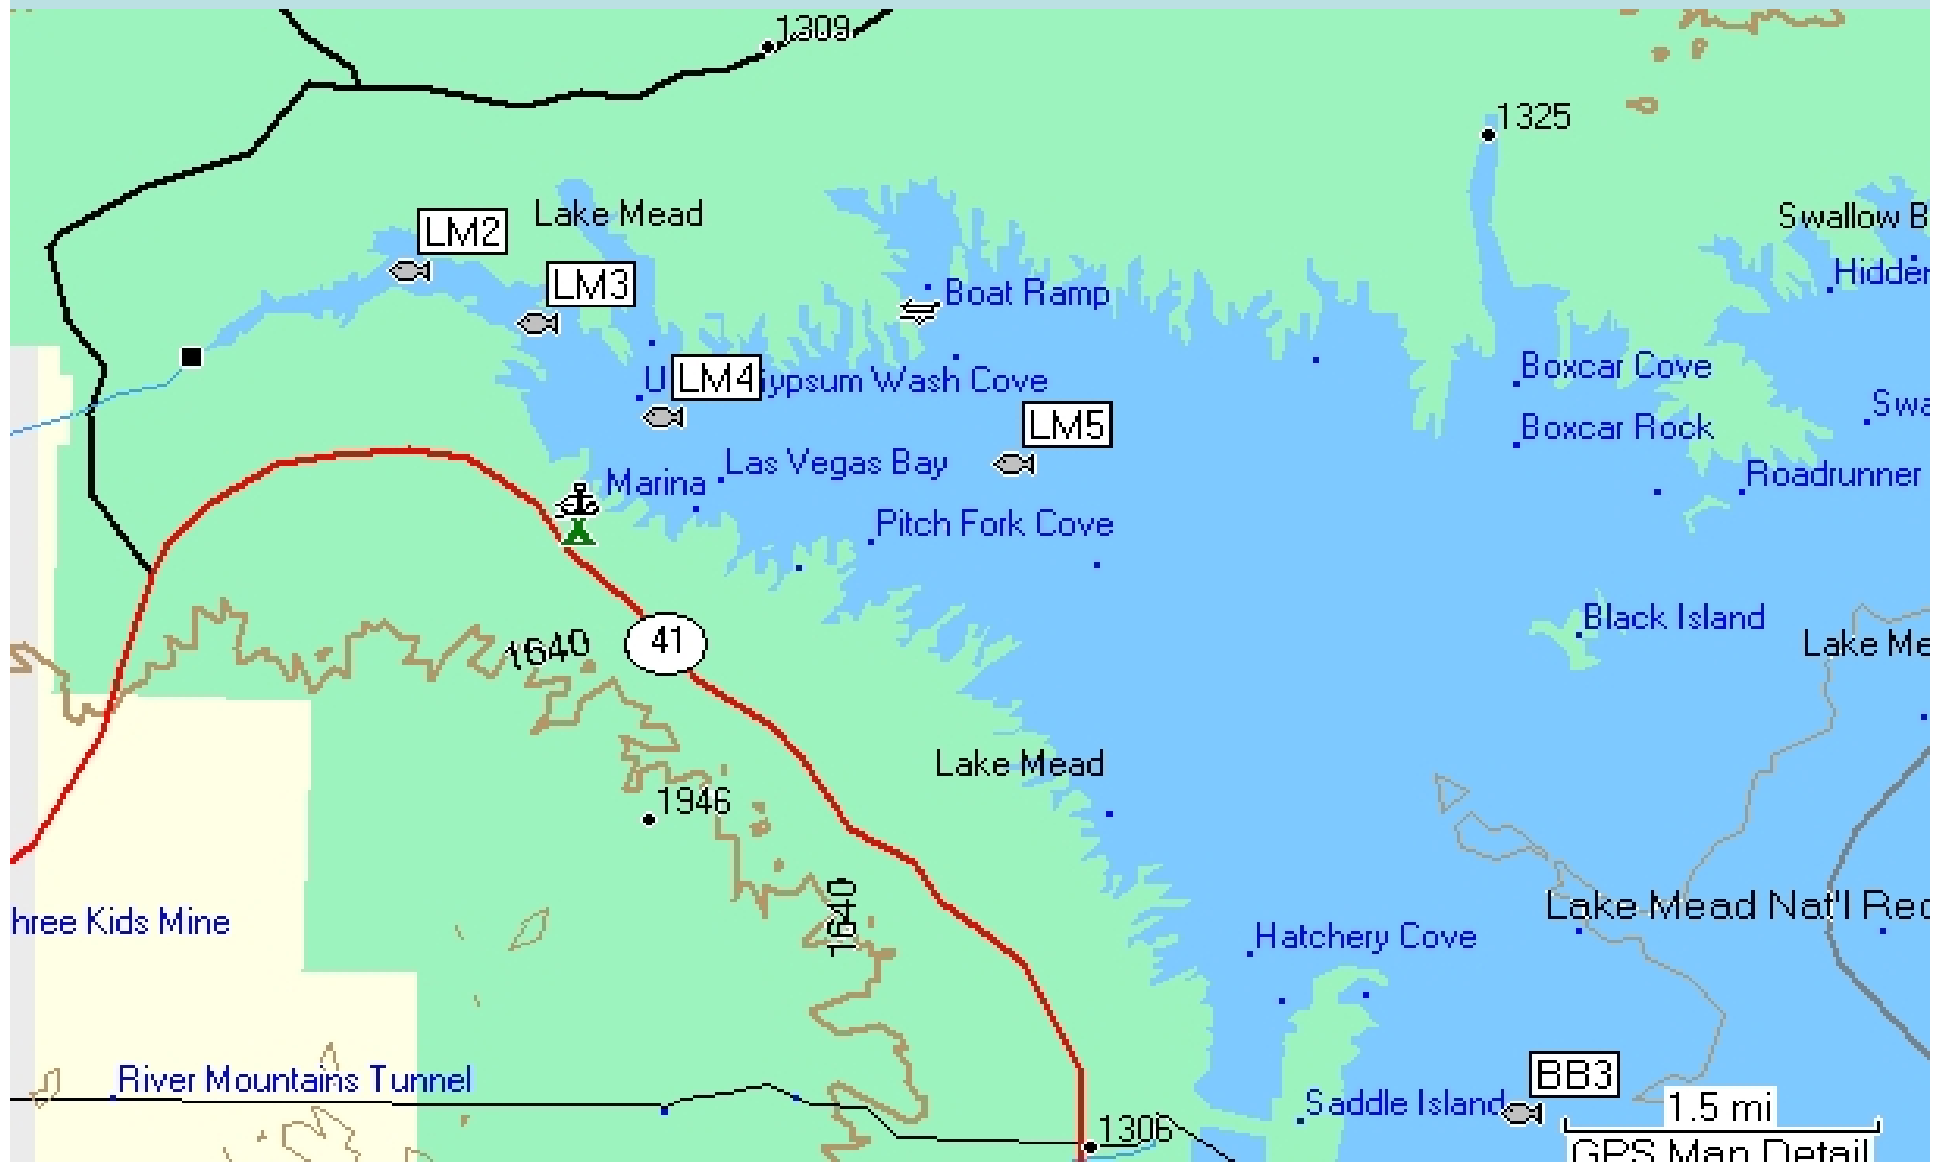 1309
1325
LM2
Lake Mead
Swallow B
LM3
Hidden
Boat Ramp
Boxcar Cove
U LM4 ypsum Wash Cove
Swa
LM5
Boxcar Rock
Las Vegas Bay
Marina
Roadrunner
Pitch Fork Cove
Black Island
1640
41
Lake Me
Lake Mead
1946
1640
Lake Mead Nat'l Rec
hree Kids Mine
Hatchery Cove
River Mountains Tunnel
BB3
Saddle Island
1.5 mi
1306
GPS Map Detail